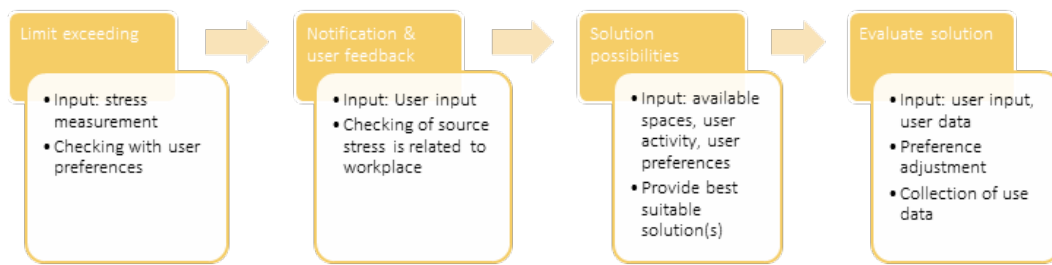 Limit exceeding
• Input: stress
measurement
• Checking with user
preferences
Notification &
user feedback
• Input: User input
• Checking of source
stress is related to
workplace
Solution
possibilities
• Input: available
spaces, user
activity, user
preferences
• Provide best
suitable
solution(s)
Evaluate solution
• Input: user input,
user data
• Preference
adjustment
• Collection of use
data